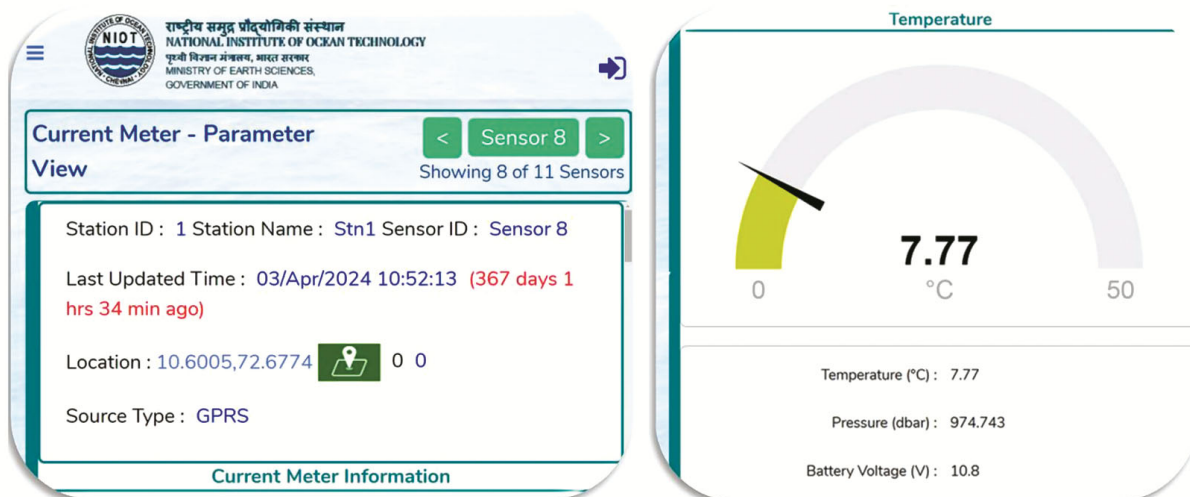 NIOT
राष्ट्रीय समुद्र प्रौद्योगिकी संस्थान
NATIONAL INSTITUTE OF OCEAN TECHNOLOGY
पृथ्वी विज्ञान मंत्रालय, भारत सरकार
MINISTRY OF EARTH SCIENCES,
GOVERNMENT OF INDIA
Current Meter - Parameter
View
< Sensor 8 >
Showing 8 of 11 Sensors
Station ID : 1 Station Name : Stn1 Sensor ID : Sensor 8
Last Updated Time : 03/Apr/2024 10:52:13 (367 days 1
hrs 34 min ago)
Location : 10.6005,72.6774 0 0
Source Type : GPRS
Current Meter Information
Temperature
7.77
0 °C 50
Temperature (°C) : 7.77
Pressure (dbar) : 974.743
Battery Voltage (V) : 10.8